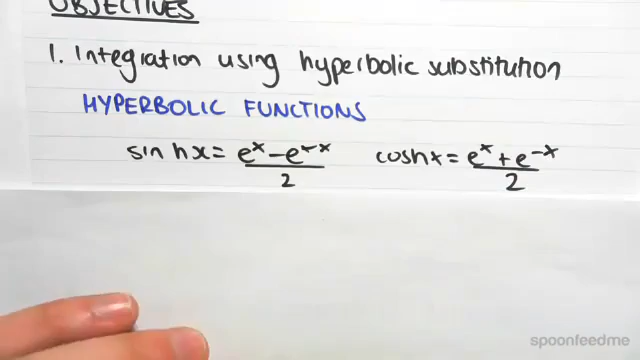 OBJECTIVES
1. Integration using hyperbolic substitution
HYPERBOLIC FUNCTIONS
sinhx = e^x - e^-x / 2 coshx = e^x + e^-x / 2
spoonfeedme